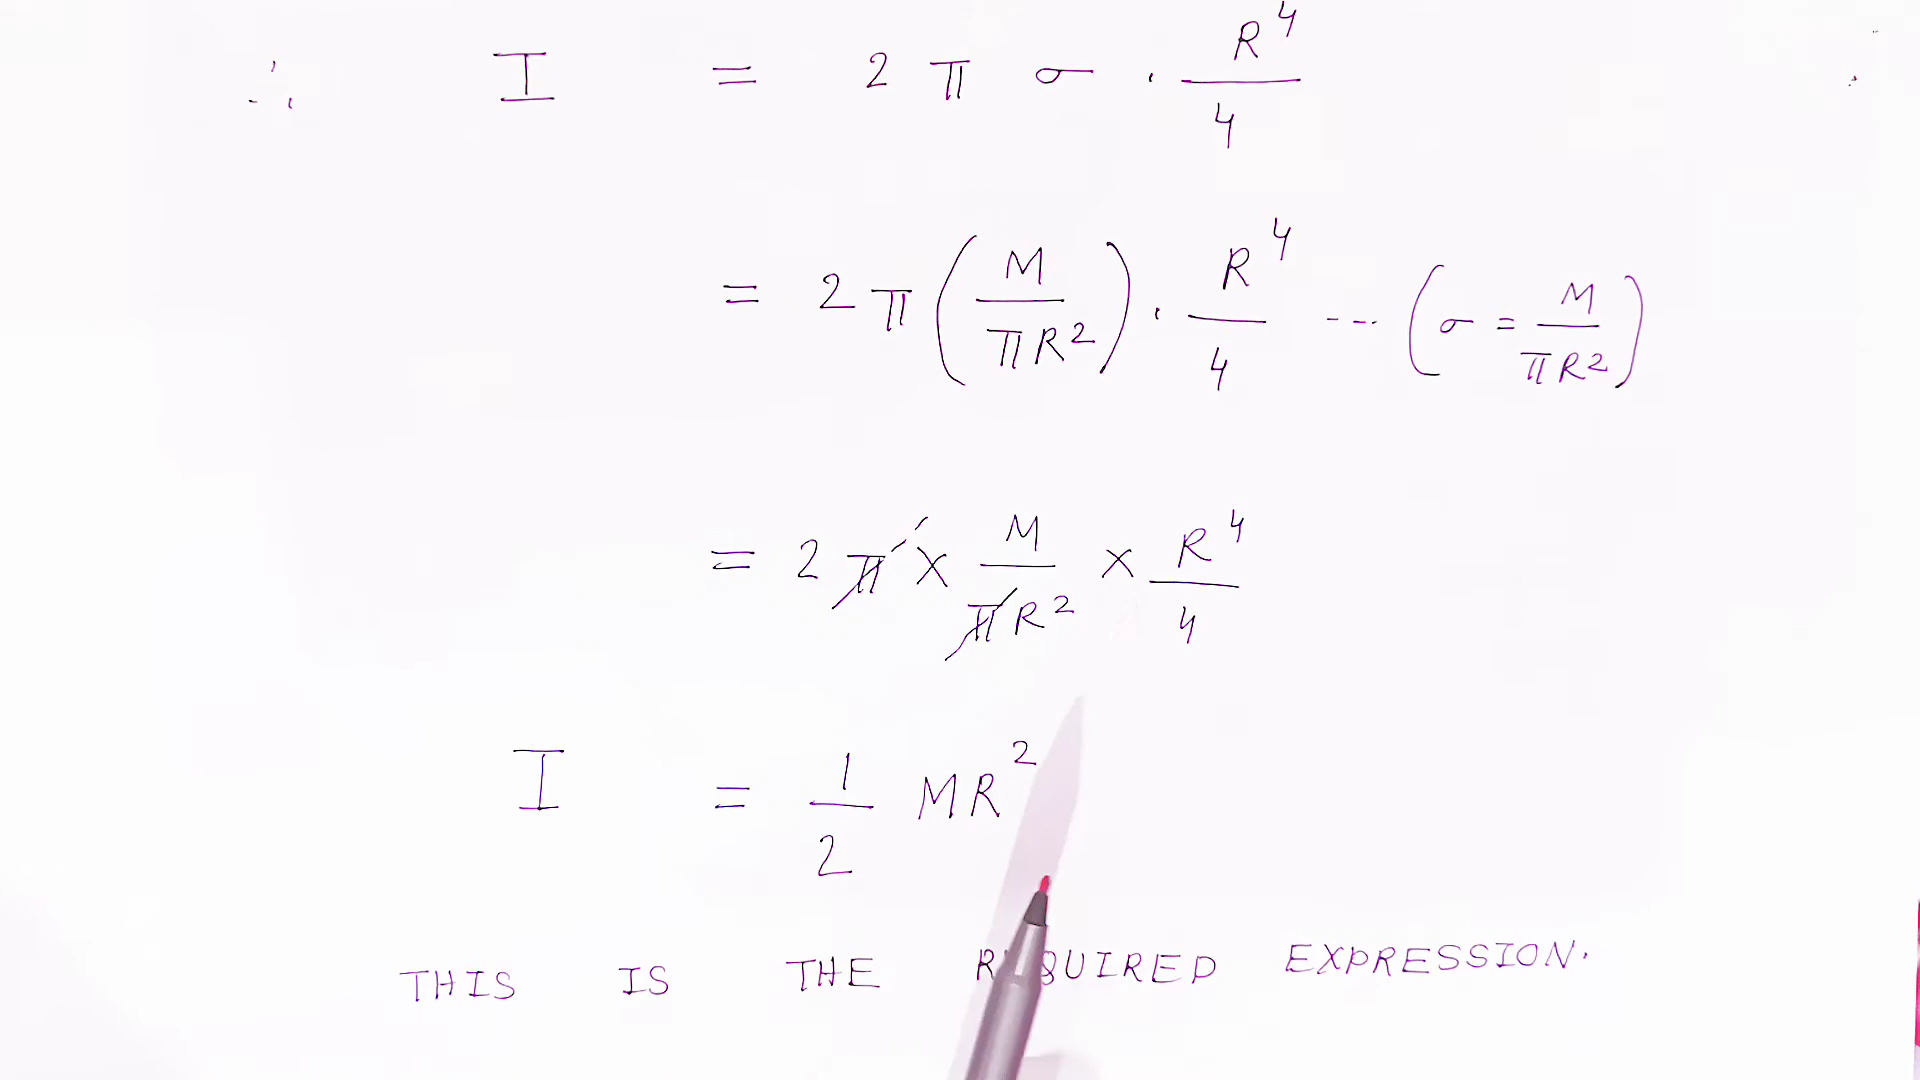 ∴ I = 2 π σ · R⁴/4
= 2 π (M/πR²) · R⁴/4 --- (σ = M/πR²)
= 2 π × M/πR² × R⁴/4
I = 1/2 MR²
THIS IS THE REQUIRED EXPRESSION.